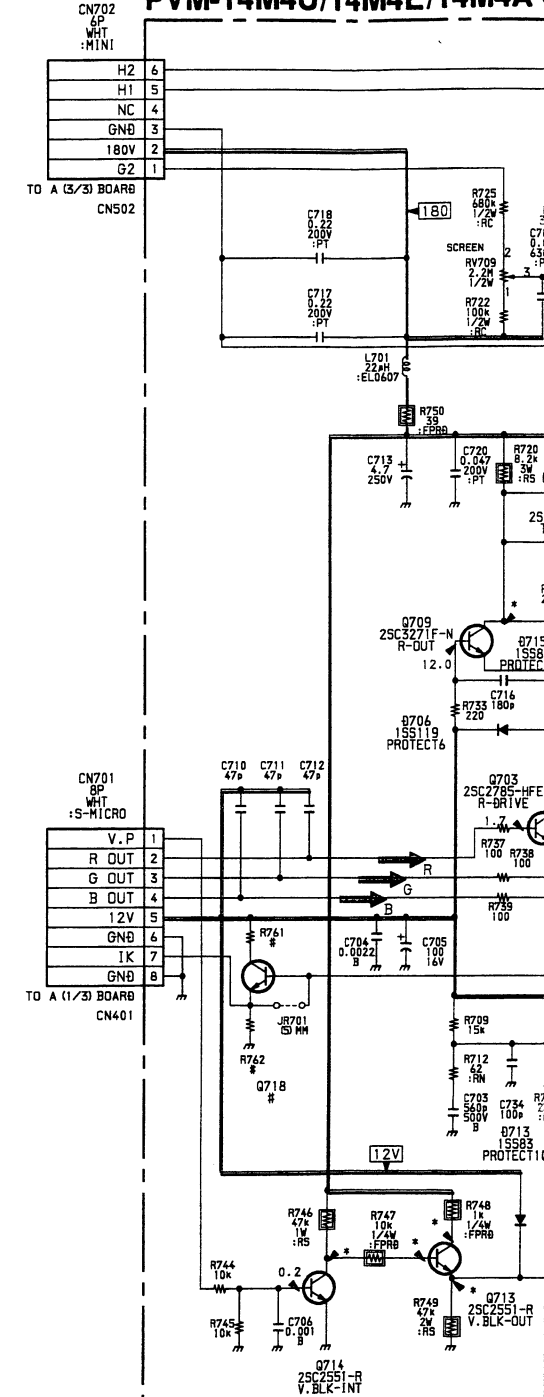 PVM-14M4U/14M4E/14M4A
CN702
6P
WHT
:MINI
H2 6
H1 5
NC 4
GND 3
180V 2
G2 1
TO A (3/3) BOARD
CN502
180
C718
0.22
200V
:PT
C717
0.22
200V
:PT
R725
680k
1/2W
:RC
SCREEN
RV709
2.2M
1/2W
2
3
1
R722
100k
1/2W
:RC
L701
22μH
:EL0607
R750
39
:FPRD
C713
4.7
250V
C720
0.047
200V
:PT
R720
8.2k
3W
:RS
Q709
2SC3271F-N
R-OUT
12.0
*
C716
180p
R733
220
D706
1SS119
PROTECT6
C710
47p
C711
47p
C712
47p
Q703
2SC2785-HFE
R-DRIVE
1.7
R737
100
R738
100
R739
100
CN701
8P
WHT
:S-MICRO
V.P 1
R OUT 2
G OUT 3
B OUT 4
12V 5
GND 6
IK 7
GND 8
TO A (1/3) BOARD
CN401
R
G
B
R761
#
C704
0.0022
B
C705
100
16V
JR701
(5) MM
R762
#
Q718
#
R709
15k
R712
62
:RN
C703
560p
500V
B
C734
100p
D713
1SS83
PROTECT10
12V
R746
47k
1W
:RS
R747
10k
1/4W
:FPRD
R748
1k
1/4W
:FPRD
*
*
*
*
R744
10k
0.2
R745
10k
C706
0.001
B
R749
47k
2W
:RS
Q713
2SC2551-R
V.BLK-OUT
Q714
2SC2551-R
V.BLK-INT